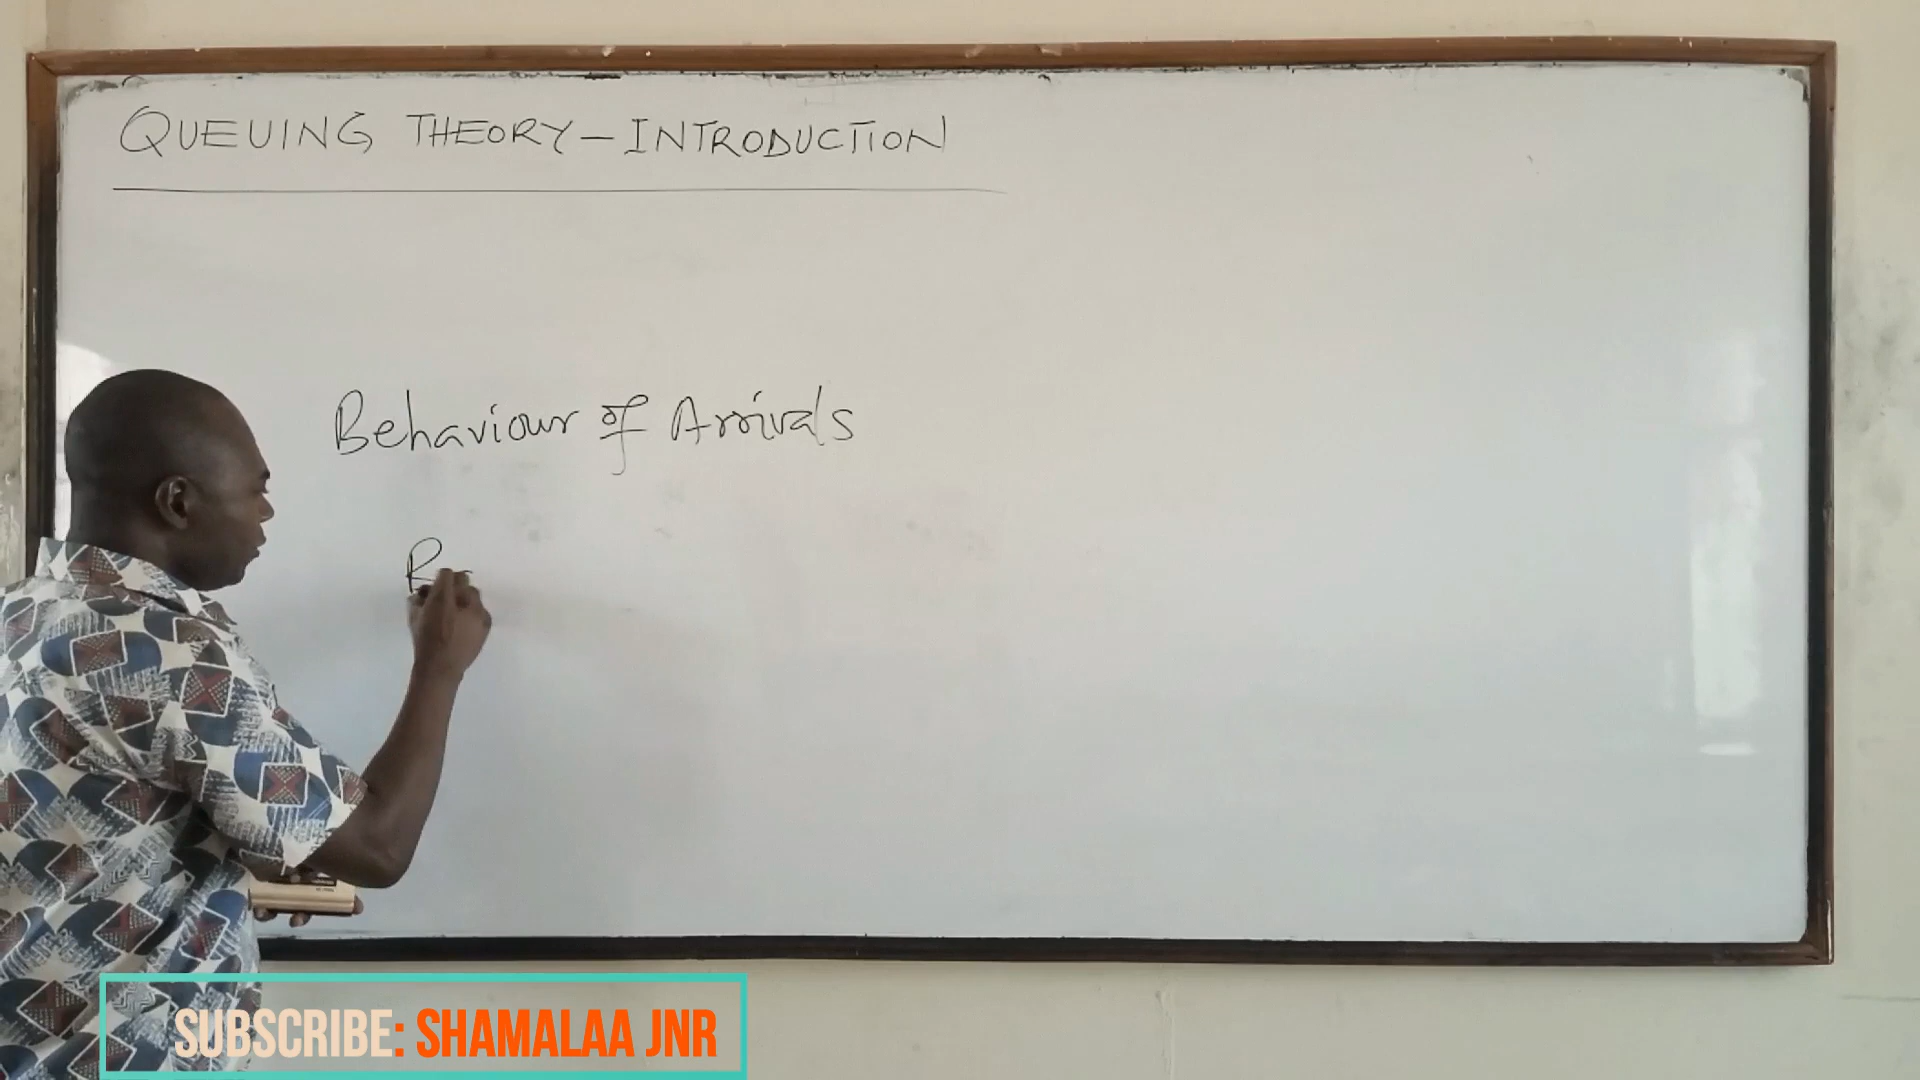 QUEUING THEORY – INTRODUCTION
Behaviour of Arrivals
SUBSCRIBE: SHAMALAA JNR